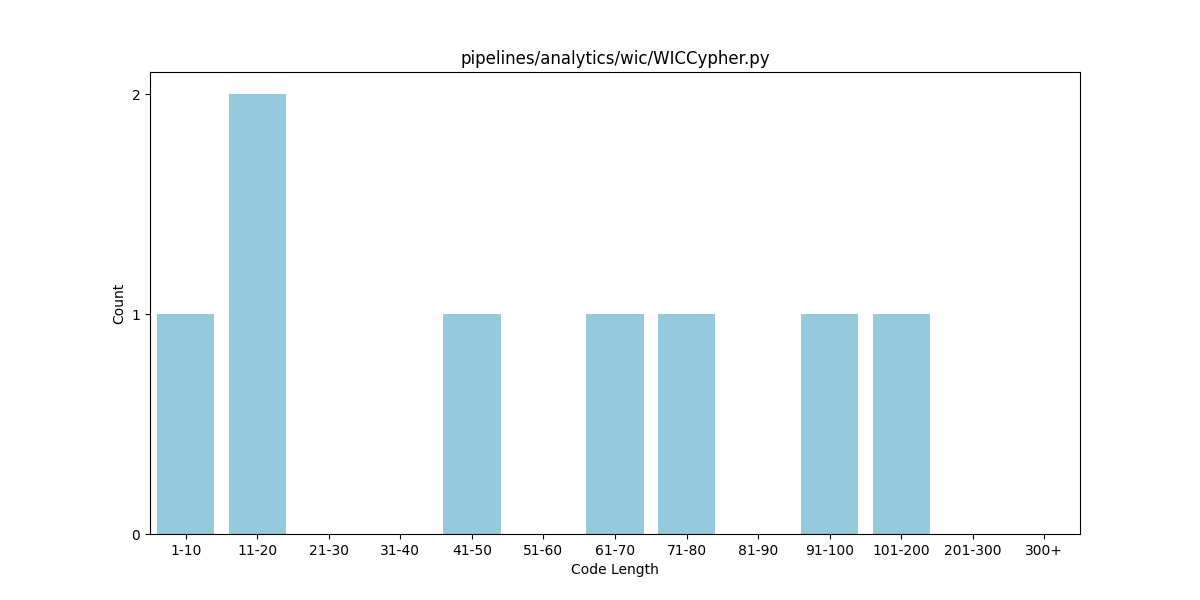 pipelines/analytics/wic/WICCypher.py
2
1
0
Count
1-10 11-20 21-30 31-40 41-50 51-60 61-70 71-80 81-90 91-100 101-200 201-300 300+
Code Length